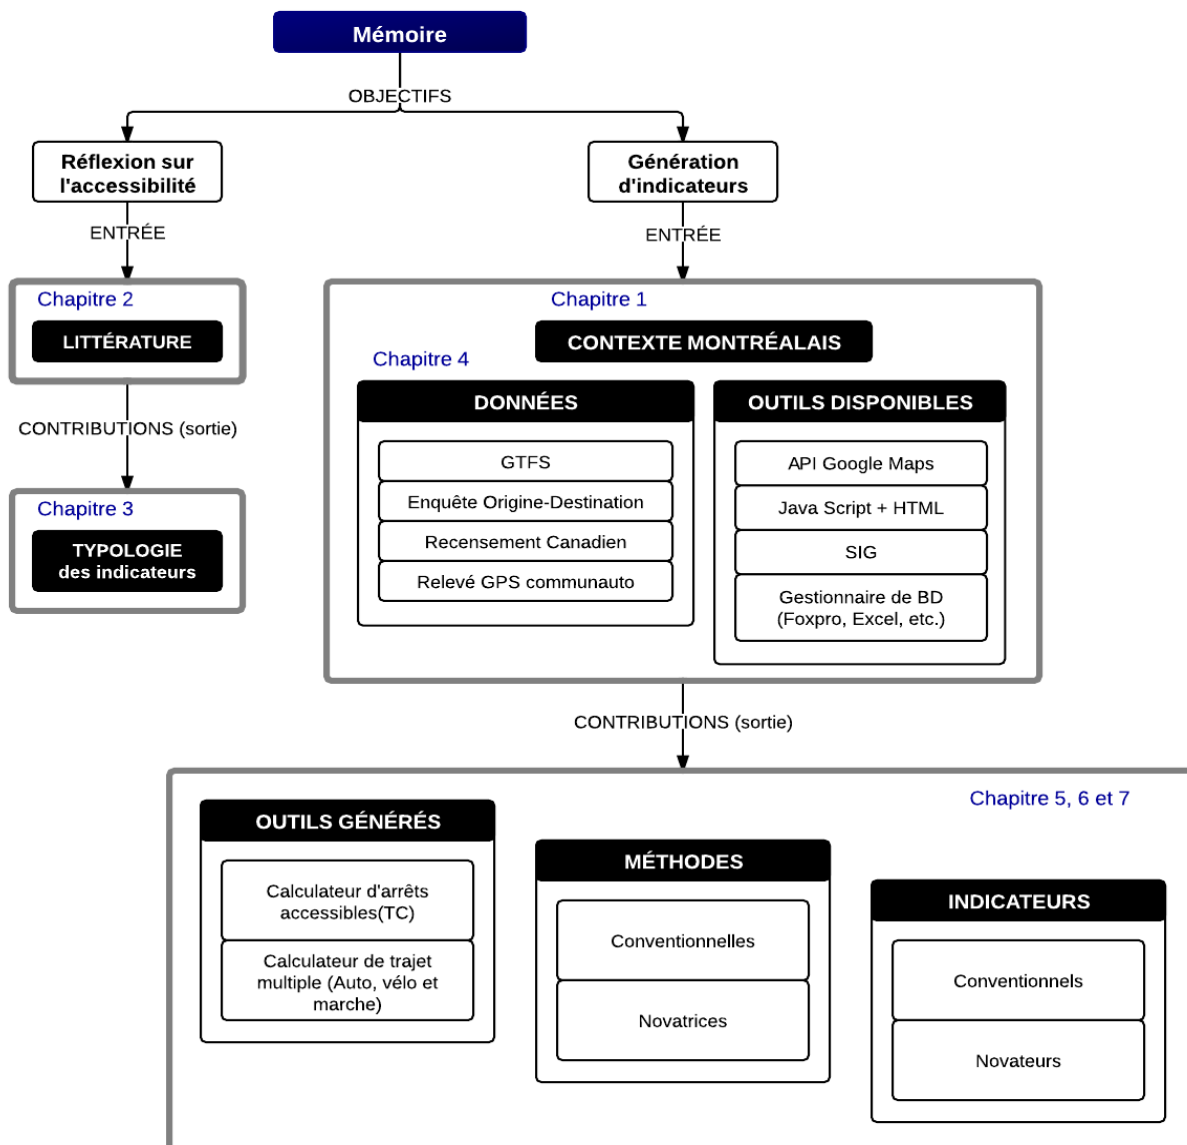 Mémoire
OBJECTIFS
Réflexion sur
l'accessibilité
Génération
d'indicateurs
ENTRÉE
ENTRÉE
Chapitre 2
LITTÉRATURE
CONTRIBUTIONS (sortie)
Chapitre 3
TYPOLOGIE
des indicateurs
Chapitre 1
CONTEXTE MONTRÉALAIS
Chapitre 4
DONNÉES
GTFS
Enquête Origine-Destination
Recensement Canadien
Relevé GPS communauto
OUTILS DISPONIBLES
API Google Maps
Java Script + HTML
SIG
Gestionnaire de BD
(Foxpro, Excel, etc.)
CONTRIBUTIONS (sortie)
Chapitre 5, 6 et 7
OUTILS GÉNÉRÉS
Calculateur d'arrêts
accessibles(TC)
Calculateur de trajet
multiple (Auto, vélo et
marche)
MÉTHODES
Conventionnelles
Novatrices
INDICATEURS
Conventionnels
Novateurs